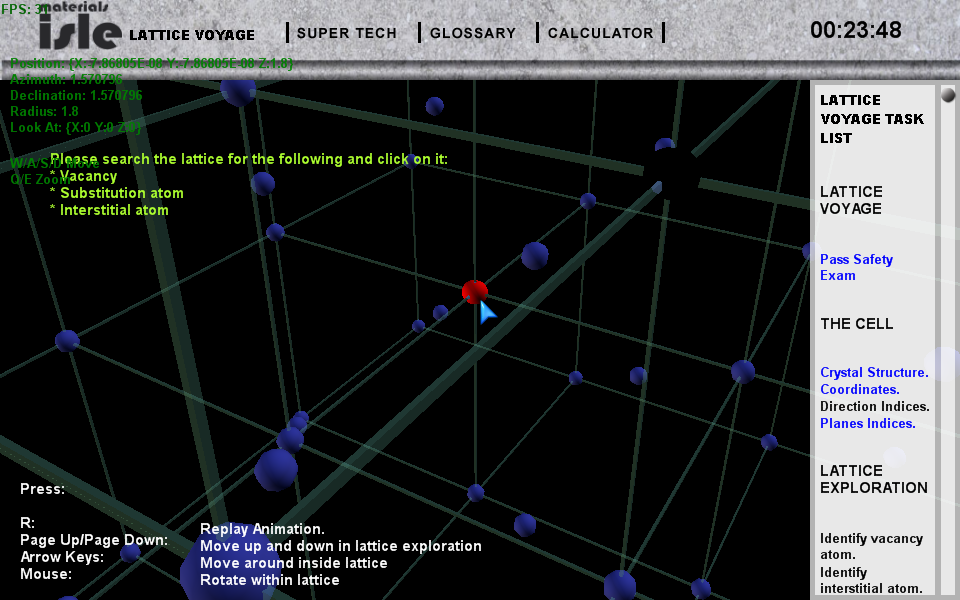 FPS: 31
materials
isle LATTICE VOYAGE
SUPER TECH
GLOSSARY
CALCULATOR
00:23:48
Position: {X: 7.86805E-08 Y: 7.86805E-08 Z:1.8}
Azimuth: 1.570796
Declination: 1.570796
Radius: 1.8
Look At: {X:0 Y:0 Z:0}
W/A/S/D Move
Q/E Zoom
Please search the lattice for the following and click on it:
* Vacancy
* Substitution atom
* Interstitial atom
Press:
R: Replay Animation.
Page Up/Page Down: Move up and down in lattice exploration
Arrow Keys: Move around inside lattice
Mouse: Rotate within lattice
LATTICE
VOYAGE TASK
LIST
LATTICE
VOYAGE
Pass Safety
Exam
THE CELL
Crystal Structure.
Coordinates.
Direction Indices.
Planes Indices.
LATTICE
EXPLORATION
Identify vacancy
atom.
Identify
interstitial atom.